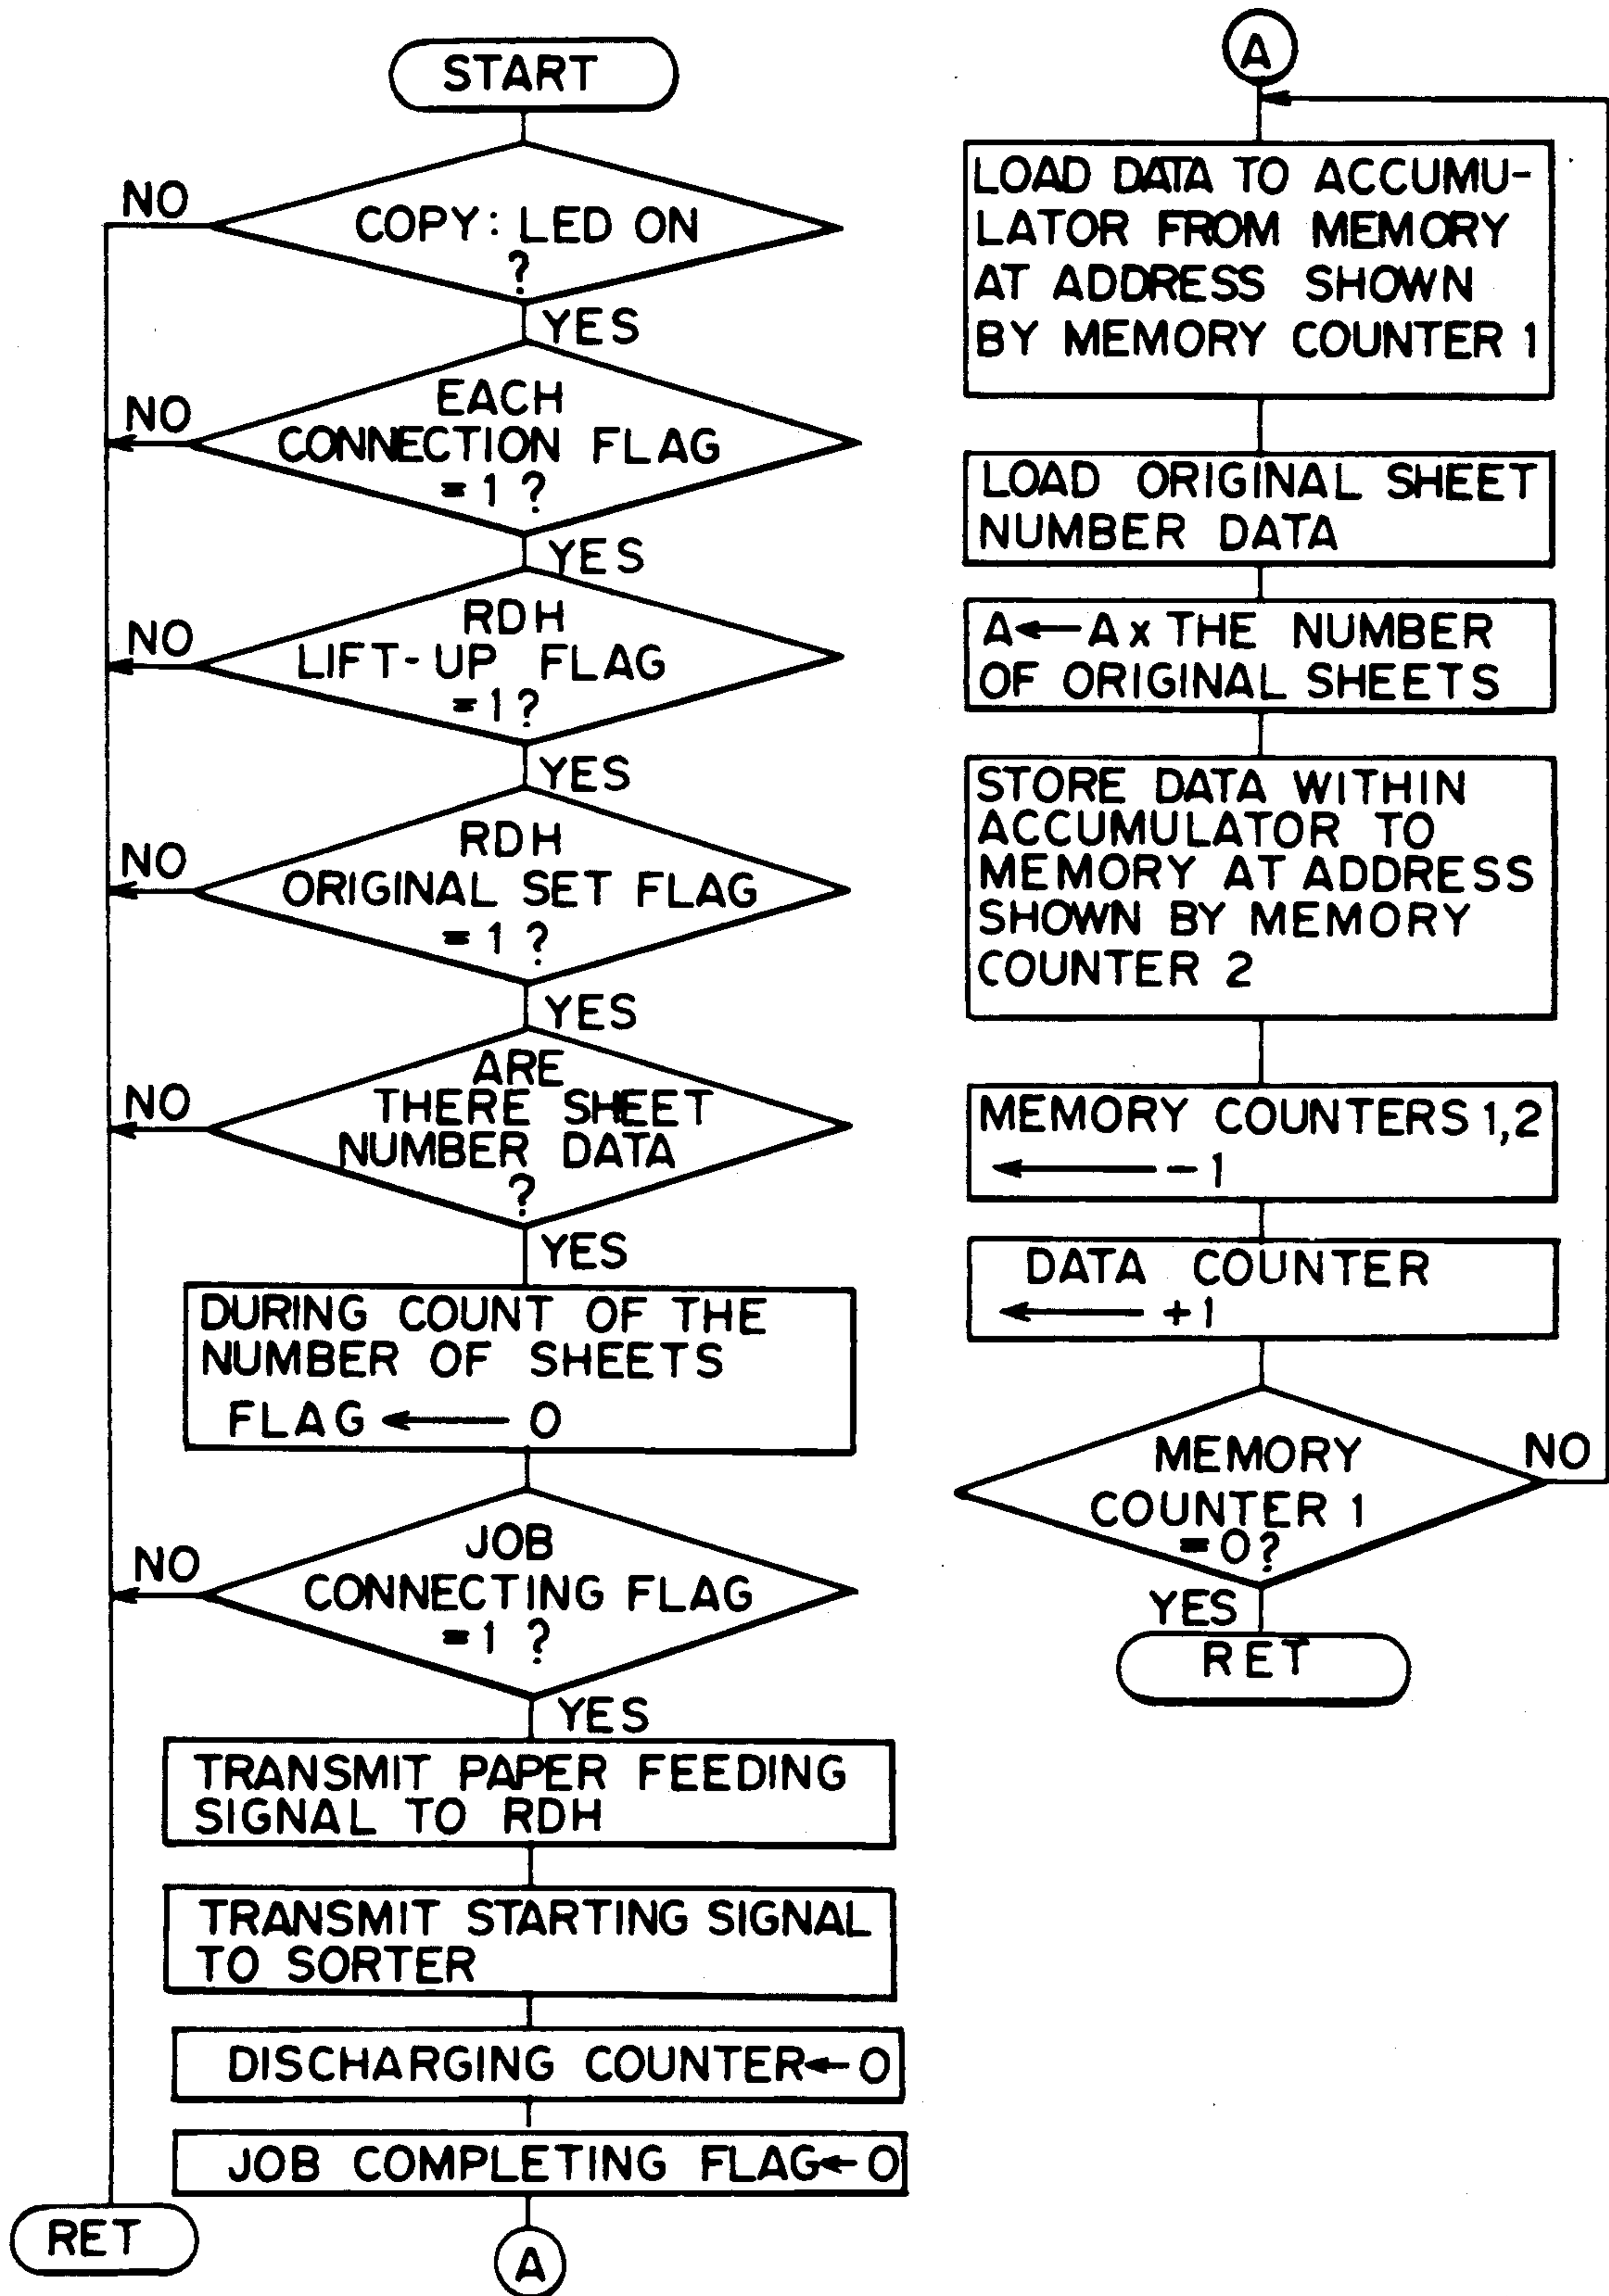 START
COPY: LED ON
?
NO
YES
EACH
CONNECTION FLAG
= 1 ?
NO
YES
RDH
LIFT-UP FLAG
= 1 ?
NO
YES
RDH
ORIGINAL SET FLAG
= 1 ?
NO
YES
ARE
THERE SHEET
NUMBER DATA
?
NO
YES
DURING COUNT OF THE
NUMBER OF SHEETS
FLAG ← 0
JOB
CONNECTING FLAG
= 1 ?
NO
YES
TRANSMIT PAPER FEEDING
SIGNAL TO RDH
TRANSMIT STARTING SIGNAL
TO SORTER
DISCHARGING COUNTER ← 0
JOB COMPLETING FLAG ← 0
RET
A
A
LOAD DATA TO ACCUMU-
LATOR FROM MEMORY
AT ADDRESS SHOWN
BY MEMORY COUNTER 1
LOAD ORIGINAL SHEET
NUMBER DATA
A ← A x THE NUMBER
OF ORIGINAL SHEETS
STORE DATA WITHIN
ACCUMULATOR TO
MEMORY AT ADDRESS
SHOWN BY MEMORY
COUNTER 2
MEMORY COUNTERS 1,2
← - 1
DATA COUNTER
← +1
MEMORY
COUNTER 1
= 0?
NO
YES
RET